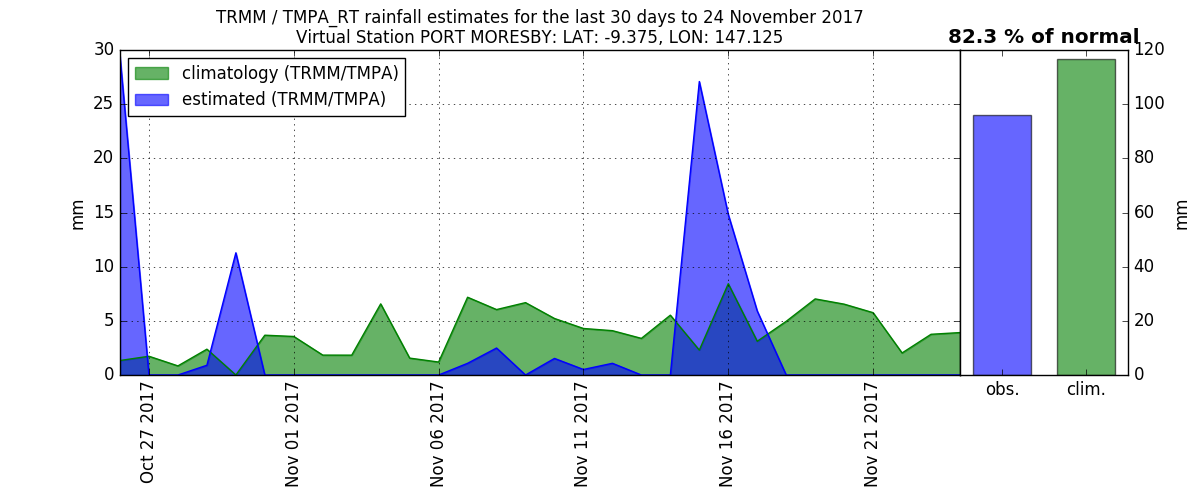 TRMM / TMPA_RT rainfall estimates for the last 30 days to 24 November 2017
Virtual Station PORT MORESBY: LAT: -9.375, LON: 147.125
82.3 % of normal
climatology (TRMM/TMPA)
estimated (TRMM/TMPA)
30
25
20
15
10
5
0
mm
Oct 27 2017
Nov 01 2017
Nov 06 2017
Nov 11 2017
Nov 16 2017
Nov 21 2017
obs.
clim.
120
100
80
60
40
20
0
mm